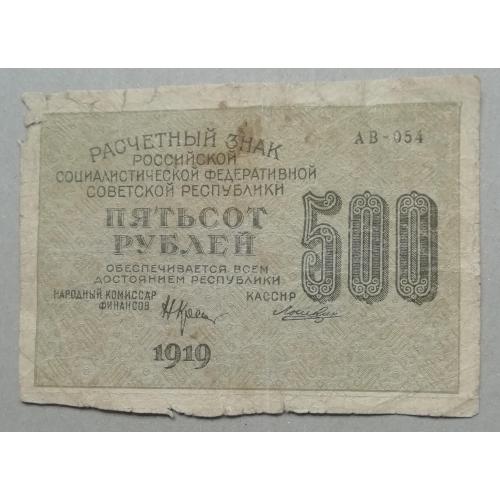 АВ-054
РАСЧЕТНЫЙ ЗНАК
РОССИЙСКОЙ
СОЦИАЛИСТИЧЕСКОЙ ФЕДЕРАТИВНОЙ
СОВЕТСКОЙ РЕСПУБЛИКИ
ПЯТЬСОТ
РУБЛЕЙ
500
ОБЕСПЕЧИВАЕТСЯ ВСЕМ
ДОСТОЯНИЕМ РЕСПУБЛИКИ
НАРОДНЫЙ КОМИССАР
ФИНАНСОВ
КАССИР
1919